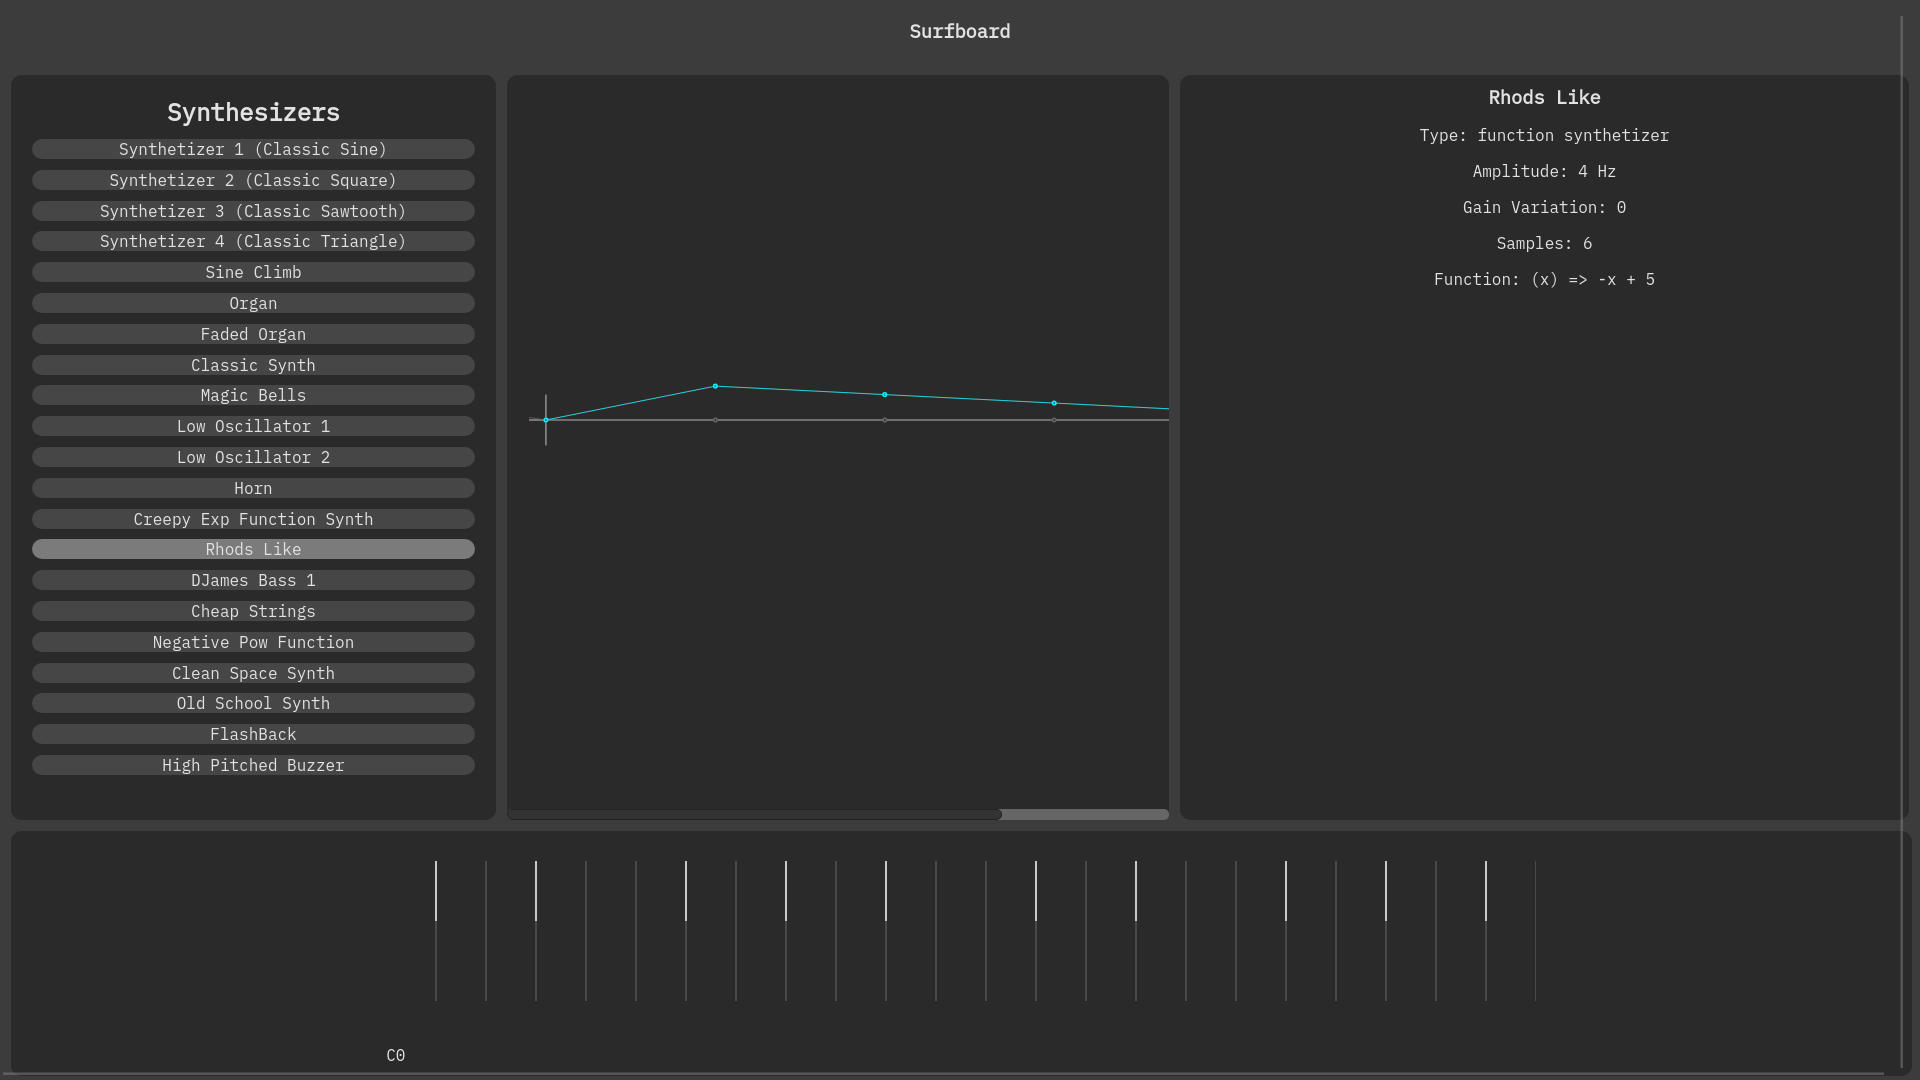 Surfboard
Synthesizers
Synthetizer 1 (Classic Sine)
Synthetizer 2 (Classic Square)
Synthetizer 3 (Classic Sawtooth)
Synthetizer 4 (Classic Triangle)
Sine Climb
Organ
Faded Organ
Classic Synth
Magic Bells
Low Oscillator 1
Low Oscillator 2
Horn
Creepy Exp Function Synth
Rhods Like
DJames Bass 1
Cheap Strings
Negative Pow Function
Clean Space Synth
Old School Synth
FlashBack
High Pitched Buzzer
Rhods Like
Type: function synthetizer
Amplitude: 4 Hz
Gain Variation: 0
Samples: 6
Function: (x) => -x + 5
C0